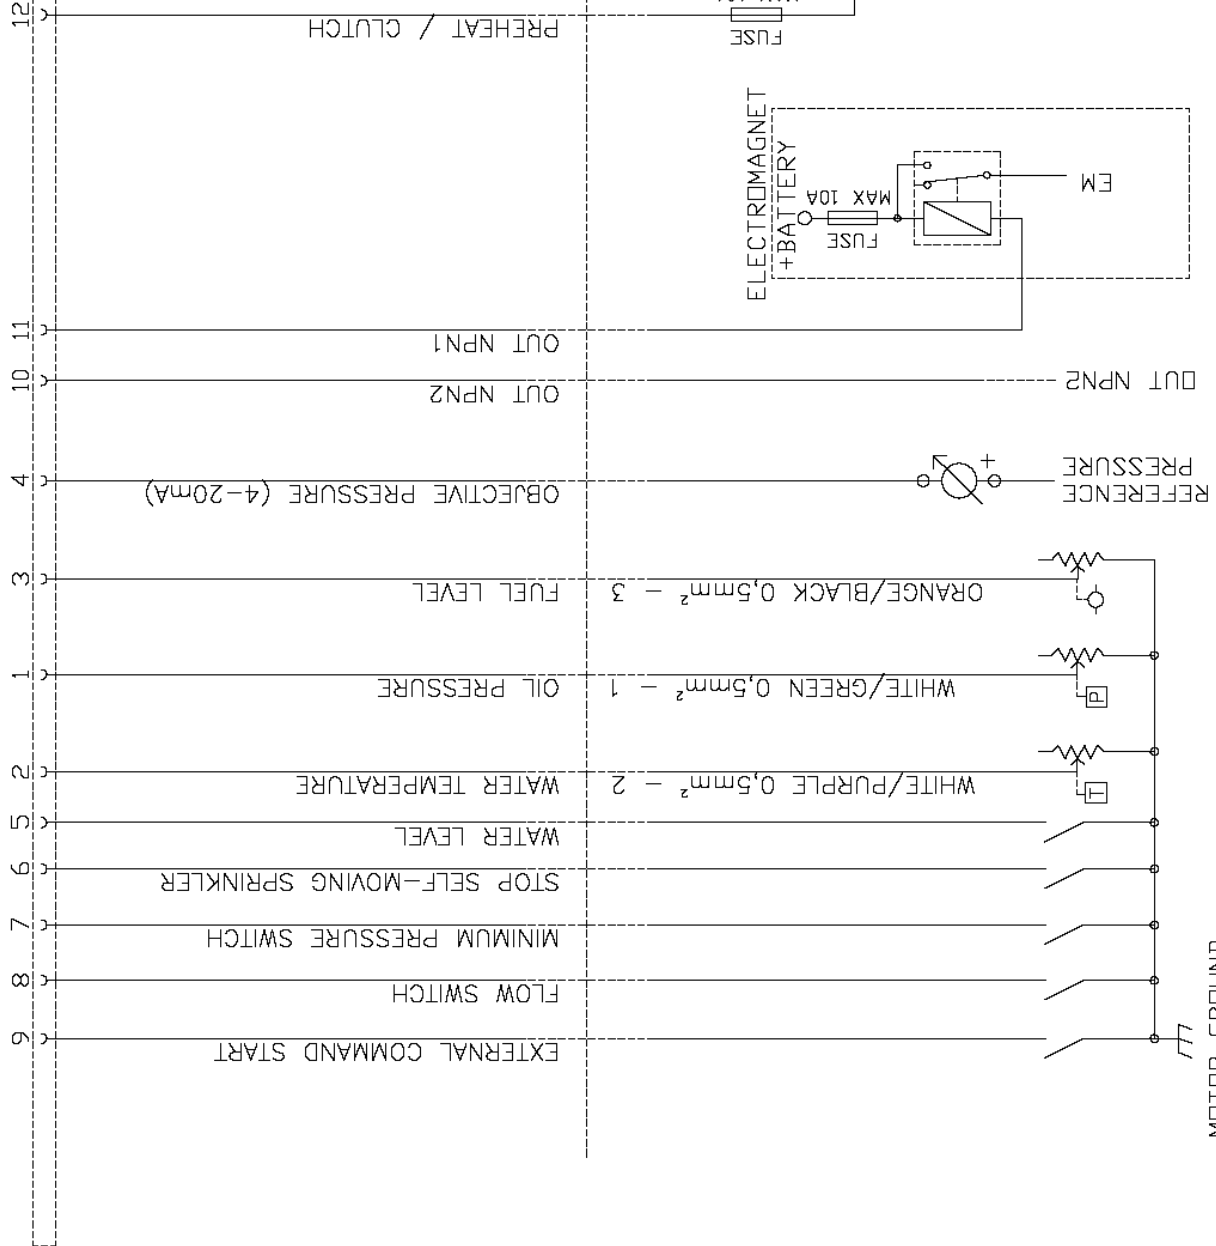 12
PREHEAT / CLUTCH
FUSE
ELECTROMAGNET
+BATTERY
MAX 10A
FUSE
EM
11
OUT NPN1
10
OUT NPN2
OUT NPN2
4
OBJECTIVE PRESSURE (4-20mA)
+
REFERENCE
PRESSURE
3
FUEL LEVEL
3 - ORANGE/BLACK 0,5mm²
1
OIL PRESSURE
1 - WHITE/GREEN 0,5mm²
P
2
WATER TEMPERATURE
2 - WHITE/PURPLE 0,5mm²
T
5
WATER LEVEL
6
STOP SELF-MOVING SPRINKLER
7
MINIMUM PRESSURE SWITCH
8
FLOW SWITCH
9
EXTERNAL COMMAND START
MOTOR GROUND